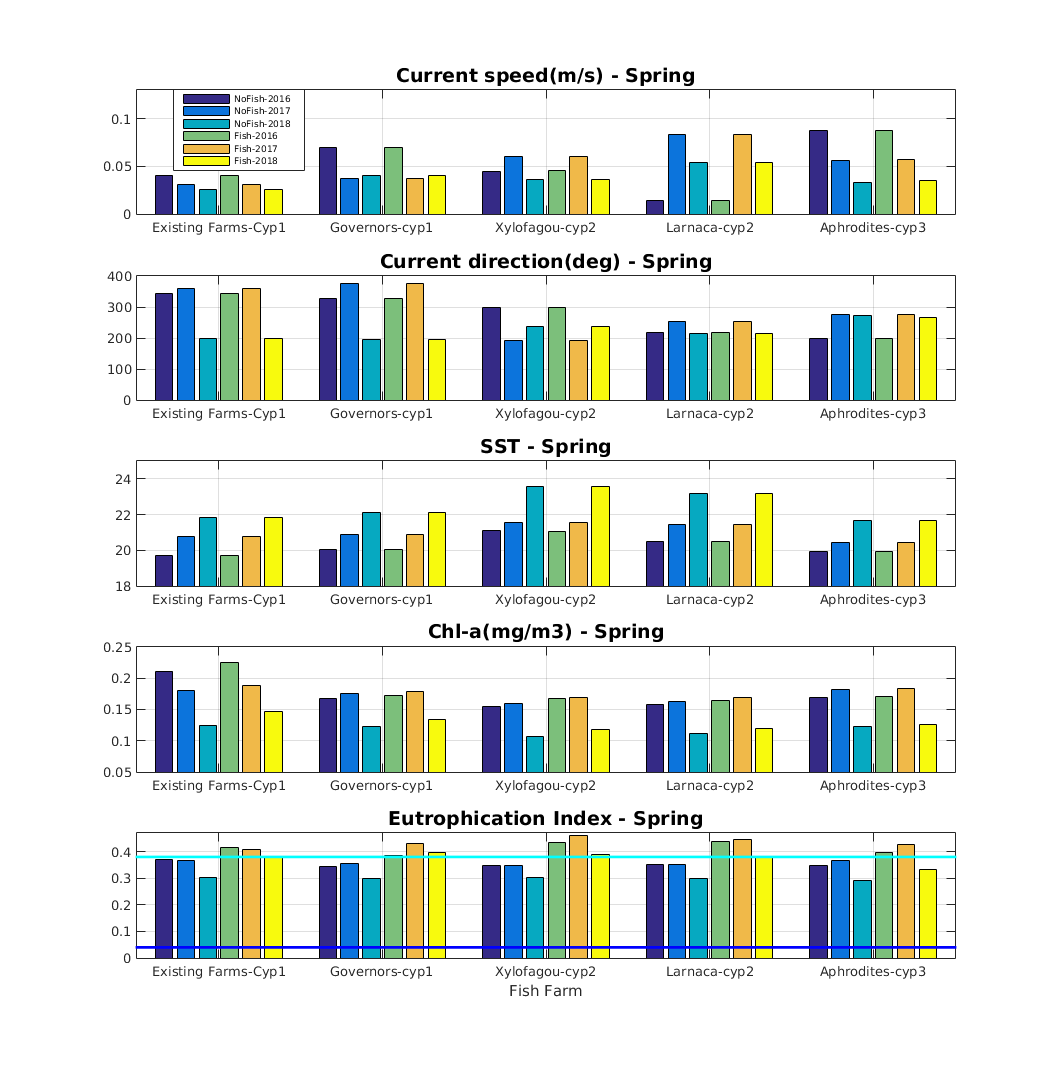 Current speed(m/s) - Spring
NoFish-2016
NoFish-2017
NoFish-2018
Fish-2016
Fish-2017
Fish-2018
0.1
0.05
0
Existing Farms-Cyp1 Governors-cyp1 Xylofagou-cyp2 Larnaca-cyp2 Aphrodites-cyp3
Current direction(deg) - Spring
400
300
200
100
0
Existing Farms-Cyp1 Governors-cyp1 Xylofagou-cyp2 Larnaca-cyp2 Aphrodites-cyp3
SST - Spring
24
22
20
18
Existing Farms-Cyp1 Governors-cyp1 Xylofagou-cyp2 Larnaca-cyp2 Aphrodites-cyp3
Chl-a(mg/m3) - Spring
0.25
0.2
0.15
0.1
0.05
Existing Farms-Cyp1 Governors-cyp1 Xylofagou-cyp2 Larnaca-cyp2 Aphrodites-cyp3
Eutrophication Index - Spring
0.4
0.3
0.2
0.1
0
Existing Farms-Cyp1 Governors-cyp1 Xylofagou-cyp2 Larnaca-cyp2 Aphrodites-cyp3
Fish Farm